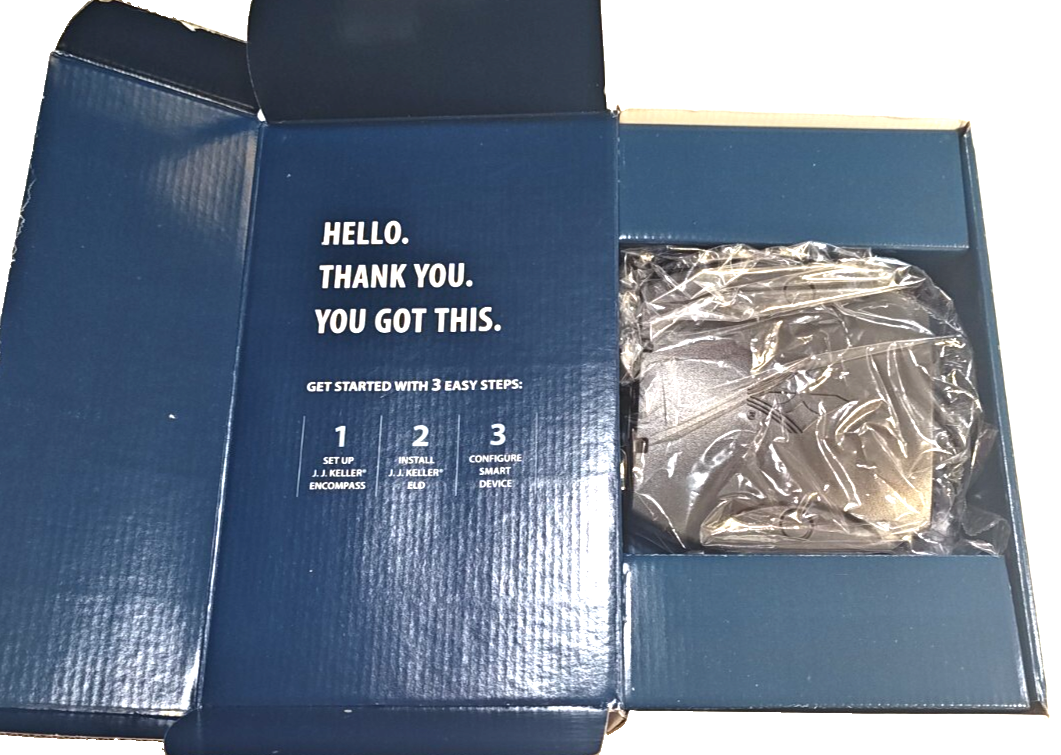 HELLO.
THANK YOU.
YOU GOT THIS.
GET STARTED WITH 3 EASY STEPS:
1
SET UP
J. J. KELLER®
ENCOMPASS
2
INSTALL
J. J. KELLER®
ELD
3
CONFIGURE
SMART
DEVICE